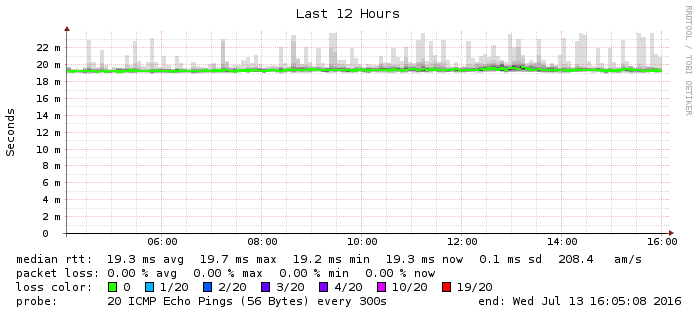 Last 12 Hours
RRDTOOL / TOBI OETIKER
Seconds
22 m
20 m
18 m
16 m
14 m
12 m
10 m
8 m
6 m
4 m
2 m
0
06:00 08:00 10:00 12:00 14:00 16:00
median rtt: 19.3 ms avg 19.7 ms max 19.2 ms min 19.3 ms now 0.1 ms sd 208.4 am/s
packet loss: 0.00 % avg 0.00 % max 0.00 % min 0.00 % now
loss color: 0 1/20 2/20 3/20 4/20 10/20 19/20
probe: 20 ICMP Echo Pings (56 Bytes) every 300s end: Wed Jul 13 16:05:08 2016